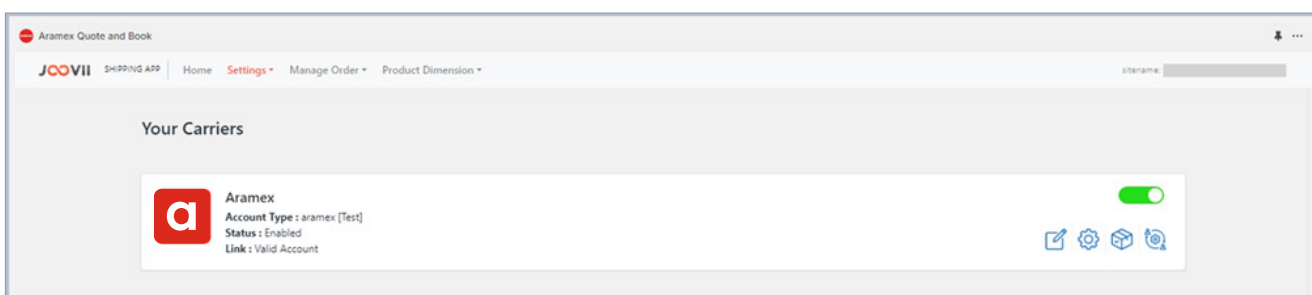 Aramex Quote and Book
JOOVII SHIPPING APP Home Settings Manage Order Product Dimension sitename:
Your Carriers
a
Aramex
Account Type : aramex [Test]
Status : Enabled
Link : Valid Account